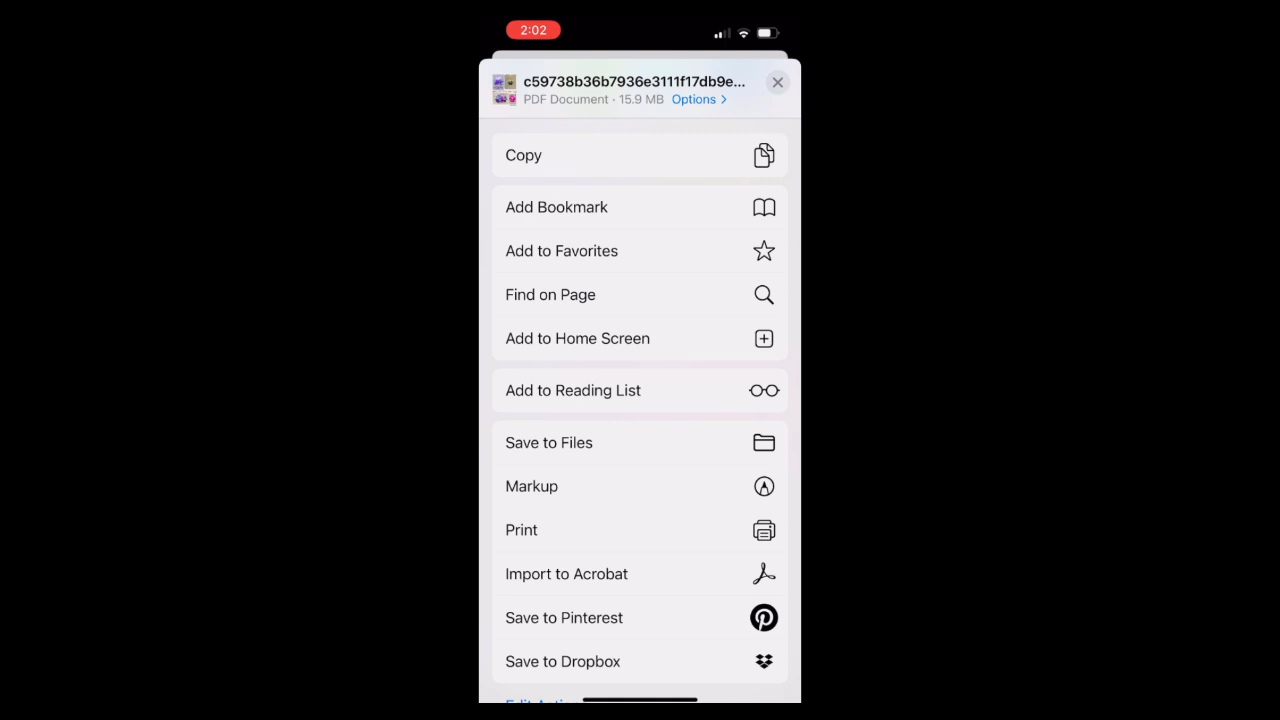 2:02
c59738b36b7936e3111f17db9e...
PDF Document · 15.9 MB Options >
Copy
Add Bookmark
Add to Favorites
Find on Page
Add to Home Screen
Add to Reading List
Save to Files
Markup
Print
Import to Acrobat
Save to Pinterest
Save to Dropbox